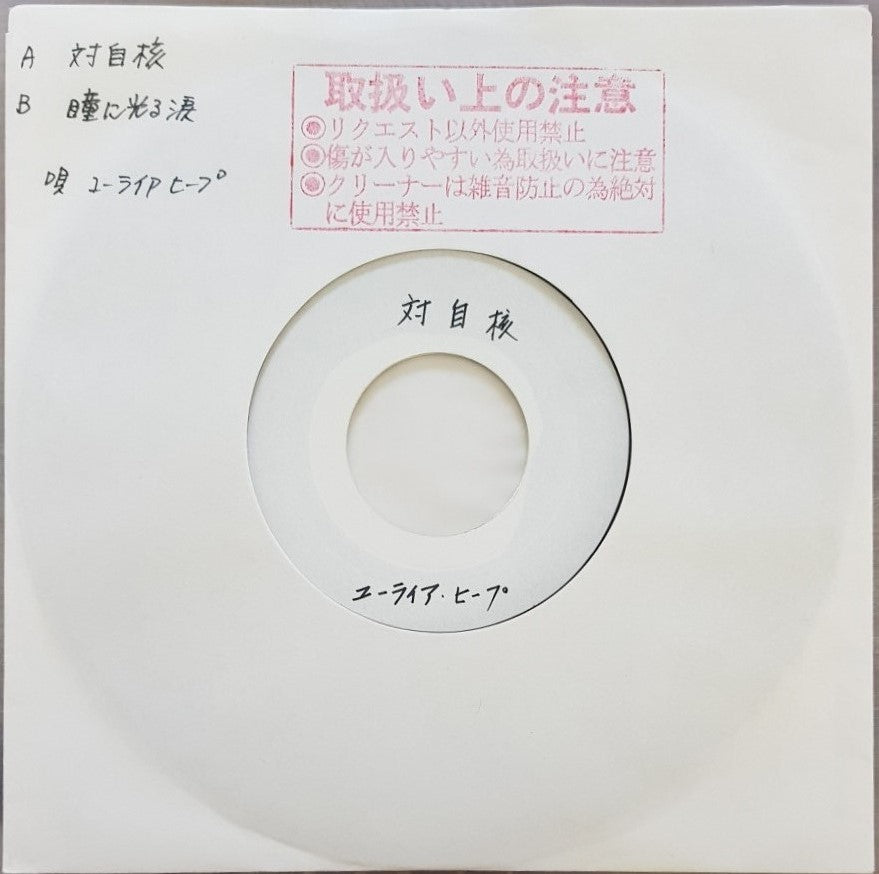 A 対自核
B 瞳に光る涙
唄 ユーライア ヒープ
取扱い上の注意
◉リクエスト以外使用禁止
◉傷が入りやすい為取扱いに注意
◉クリーナーは雑音防止の為絶対
に使用禁止
対自核
ユーライア・ヒープ